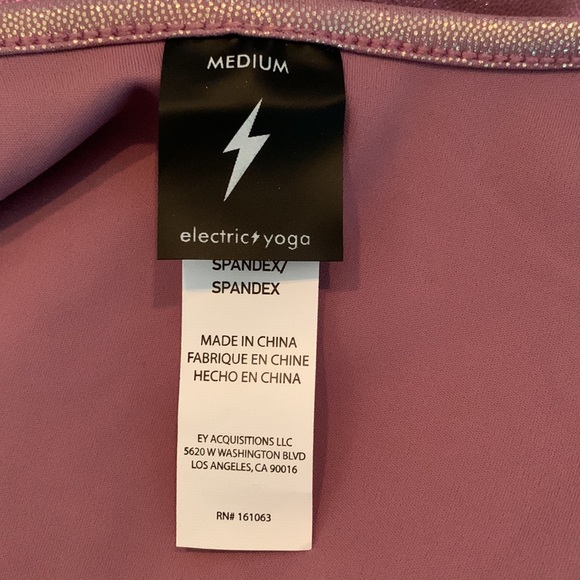 MEDIUM
electric yoga
SPANDEX/
SPANDEX
MADE IN CHINA
FABRIQUE EN CHINE
HECHO EN CHINA
EY ACQUISITIONS LLC
5620 W WASHINGTON BLVD
LOS ANGELES, CA 90016
RN# 161063